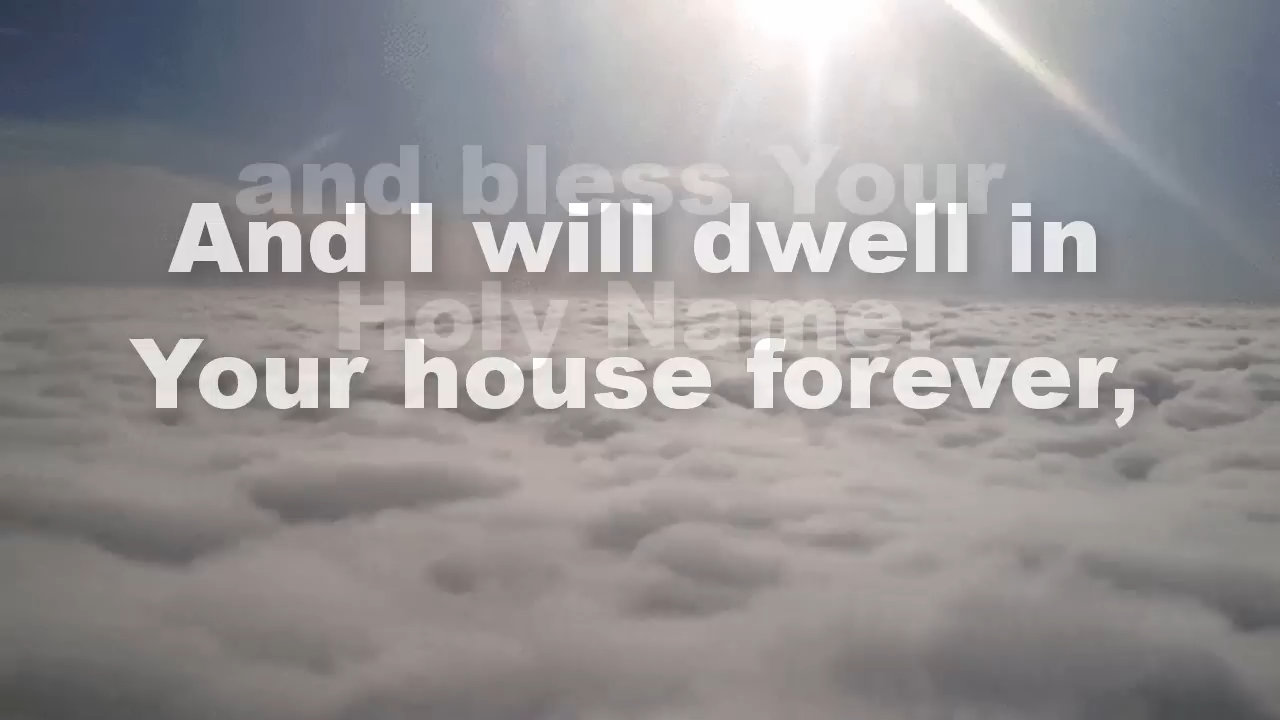 and bless Your
And I will dwell in
Holy Name.
Your house forever,